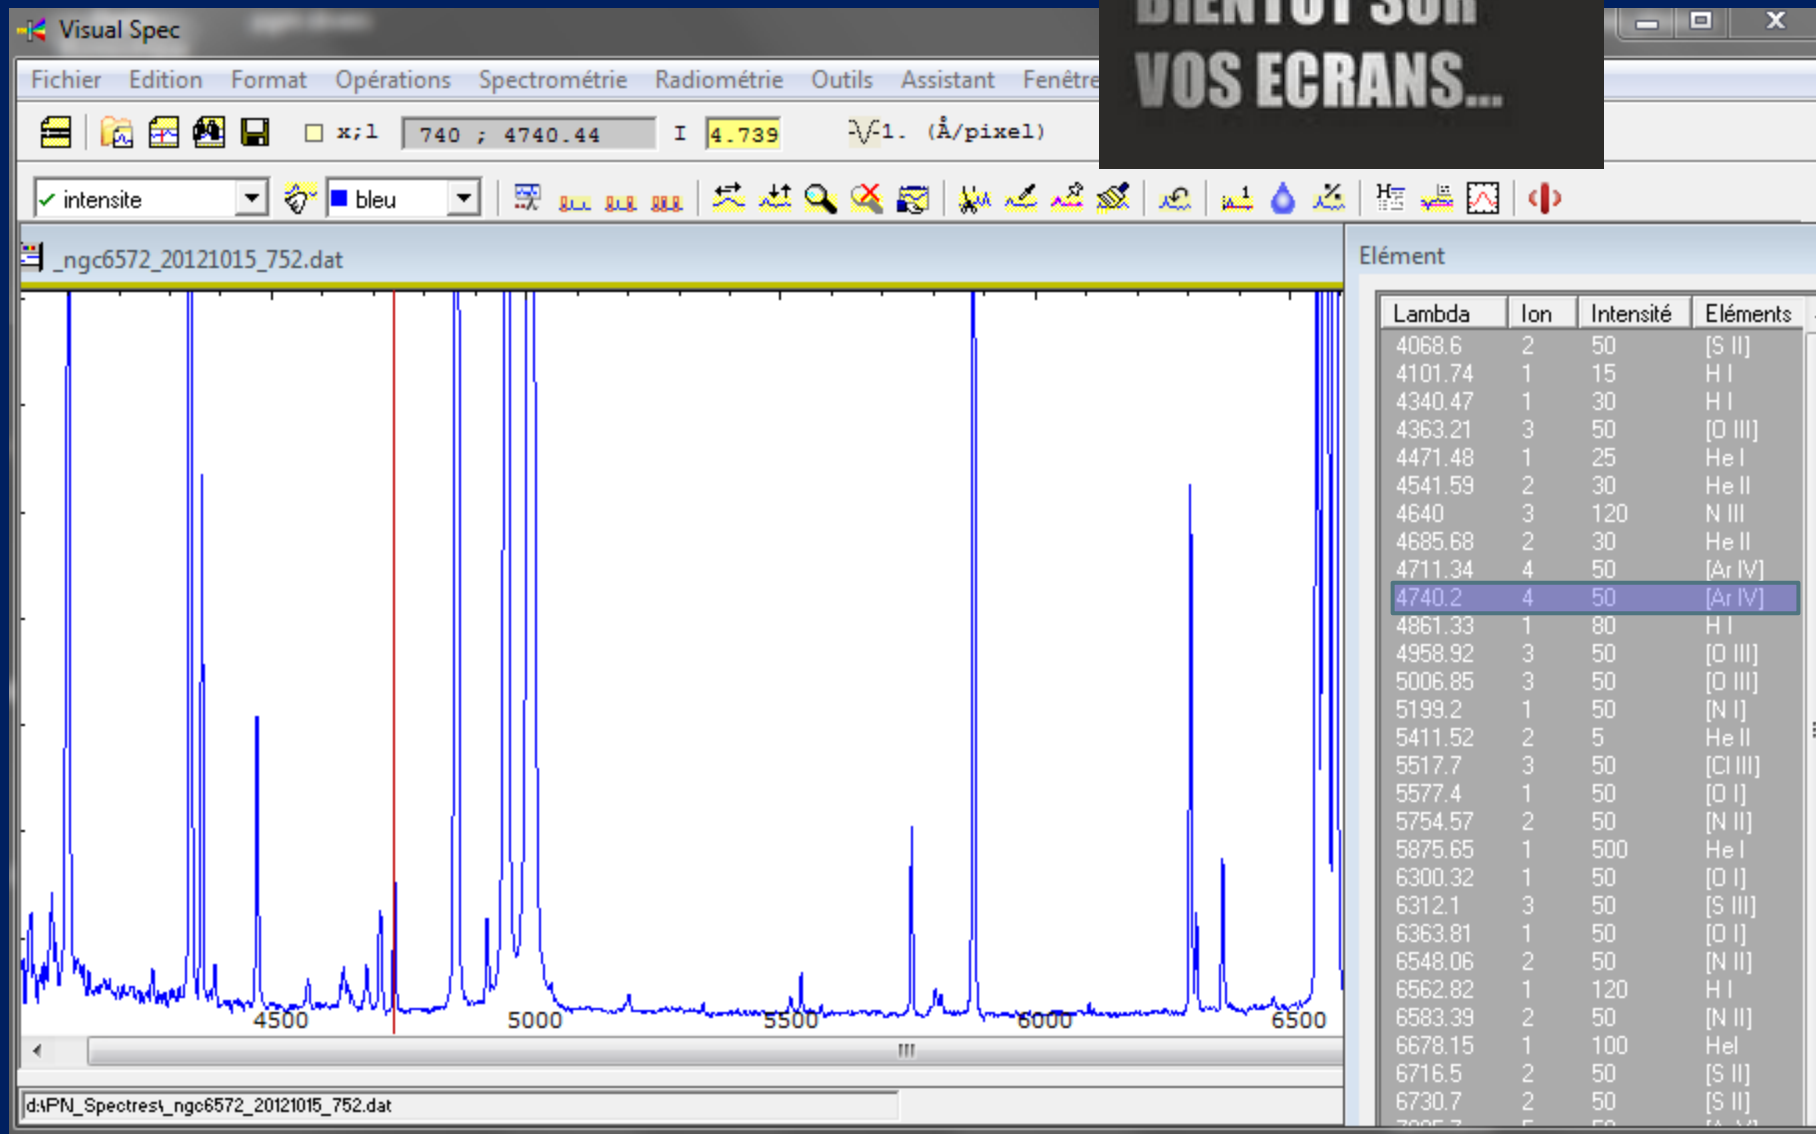 BIENTOT SUR
VOS ECRANS...
Visual Spec
Fichier Edition Format Opérations Spectrométrie Radiométrie Outils Assistant Fenêtre
x;l 740 ; 4740.44 I 4.739 1. (Å/pixel)
intensite bleu
_ngc6572_20121015_752.dat
4500 5000 5500 6000 6500
d:\PN_Spectres\_ngc6572_20121015_752.dat
Elément
Lambda Ion Intensité Eléments
4068.6 2 50 [S II]
4101.74 1 15 H I
4340.47 1 30 H I
4363.21 3 50 [O III]
4471.48 1 25 He I
4541.59 2 30 He II
4640 3 120 N III
4685.68 2 30 He II
4711.34 4 50 [Ar IV]
4740.2 4 50 [Ar IV]
4861.33 1 80 H I
4958.92 3 50 [O III]
5006.85 3 50 [O III]
5199.2 1 50 [N I]
5411.52 2 5 He II
5517.7 3 50 [Cl III]
5577.4 1 50 [O I]
5754.57 2 50 [N II]
5875.65 1 500 He I
6300.32 1 50 [O I]
6312.1 3 50 [S III]
6363.81 1 50 [O I]
6548.06 2 50 [N II]
6562.82 1 120 H I
6583.39 2 50 [N II]
6678.15 1 100 HeI
6716.5 2 50 [S II]
6730.7 2 50 [S II]